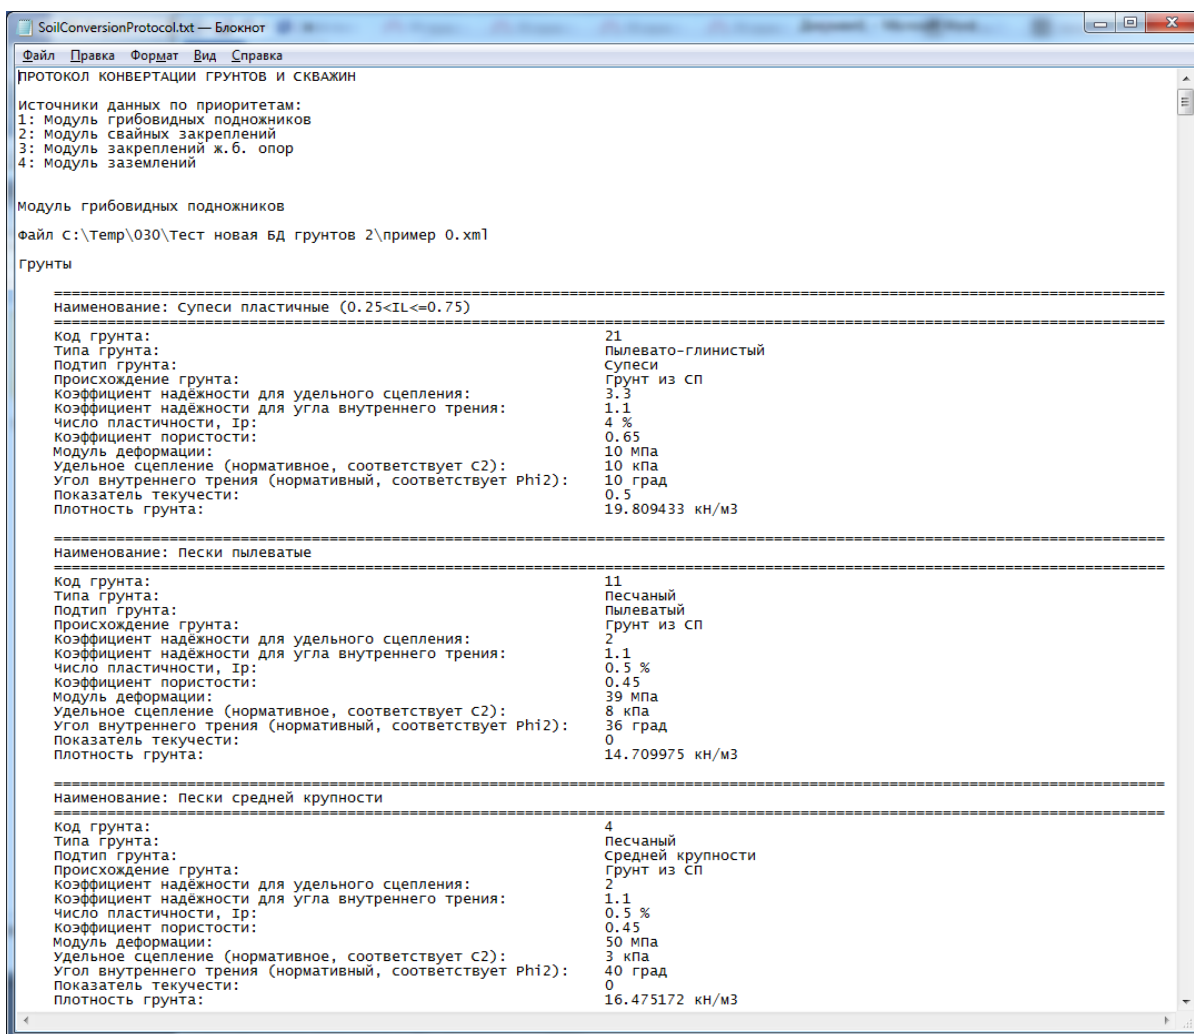 SoilConversionProtocol.txt — Блокнот
Файл Правка Формат Вид Справка
ПРОТОКОЛ КОНВЕРТАЦИИ ГРУНТОВ И СКВАЖИН
Источники данных по приоритетам:
1: Модуль грибовидных подножников
2: Модуль свайных закреплений
3: Модуль закреплений ж.б. опор
4: Модуль заземлений
Модуль грибовидных подножников
Файл C:\Temp\030\Тест новая БД грунтов 2\пример 0.xml
Грунты
==========
Наименование: Супеси пластичные (0.25<IL<=0.75)
==========
Код грунта: 21
Типа грунта: Пылевато-глинистый
Подтип грунта: Супеси
Происхождение грунта: Грунт из СП
Коэффициент надёжности для удельного сцепления: 3.3
Коэффициент надёжности для угла внутреннего трения: 1.1
Число пластичности, Ip: 4 %
Коэффициент пористости: 0.65
Модуль деформации: 10 МПа
Удельное сцепление (нормативное, соответствует C2): 10 кПа
Угол внутреннего трения (нормативный, соответствует Phi2): 10 град
Показатель текучести: 0.5
Плотность грунта: 19.809433 кН/м3
==========
Наименование: Пески пылеватые
==========
Код грунта: 11
Типа грунта: Песчаный
Подтип грунта: Пылеватый
Происхождение грунта: Грунт из СП
Коэффициент надёжности для удельного сцепления: 2
Коэффициент надёжности для угла внутреннего трения: 1.1
Число пластичности, Ip: 0.5 %
Коэффициент пористости: 0.45
Модуль деформации: 39 МПа
Удельное сцепление (нормативное, соответствует C2): 8 кПа
Угол внутреннего трения (нормативный, соответствует Phi2): 36 град
Показатель текучести: 0
Плотность грунта: 14.709975 кН/м3
==========
Наименование: Пески средней крупности
==========
Код грунта: 4
Типа грунта: Песчаный
Подтип грунта: Средней крупности
Происхождение грунта: Грунт из СП
Коэффициент надёжности для удельного сцепления: 2
Коэффициент надёжности для угла внутреннего трения: 1.1
Число пластичности, Ip: 0.5 %
Коэффициент пористости: 0.45
Модуль деформации: 50 МПа
Удельное сцепление (нормативное, соответствует C2): 3 кПа
Угол внутреннего трения (нормативный, соответствует Phi2): 40 град
Показатель текучести: 0
Плотность грунта: 16.475172 кН/м3